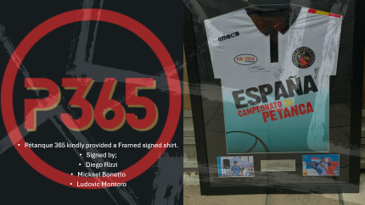 P365
• Pétanque 365 kindly provided a Framed signed shirt.
• Signed by;
• Diego Rizzi
• Mickael Bonetto
• Ludovic Montoro
ESPAÑA
CAMPEONATO DE
PETANCA